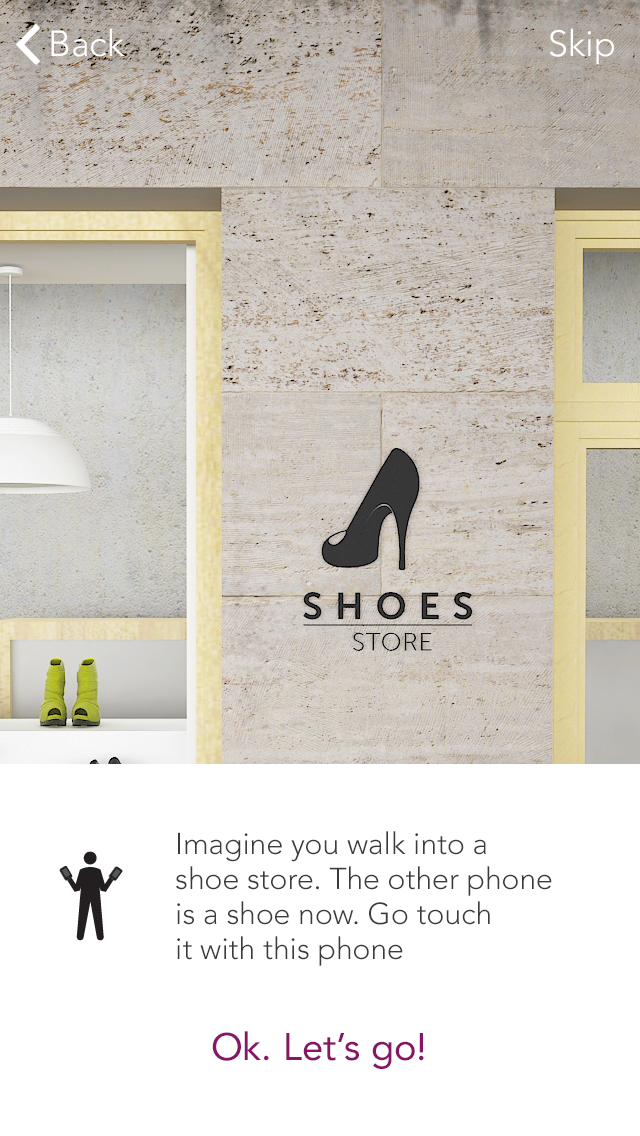 Back
Skip
SHOES
STORE
Imagine you walk into a
shoe store. The other phone
is a shoe now. Go touch
it with this phone
Ok. Let’s go!